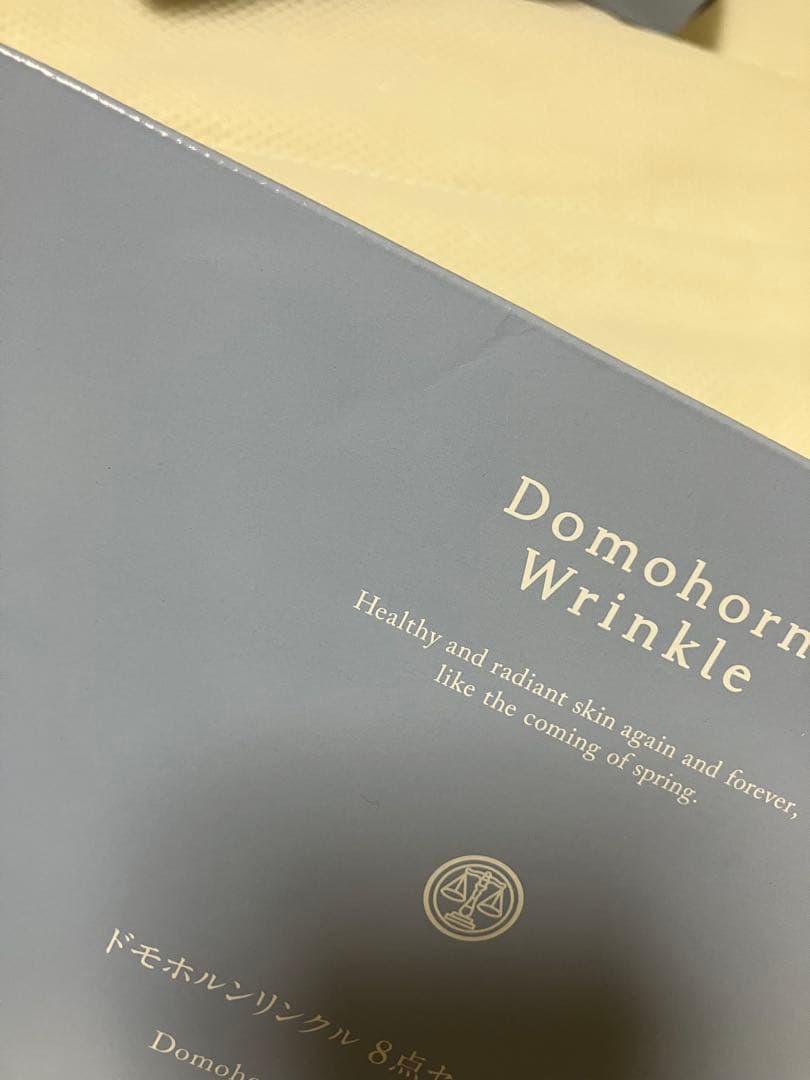 Domohorn
Wrinkle
Healthy and radiant skin again and forever,
like the coming of spring.
ドモホルンリンクル 8点